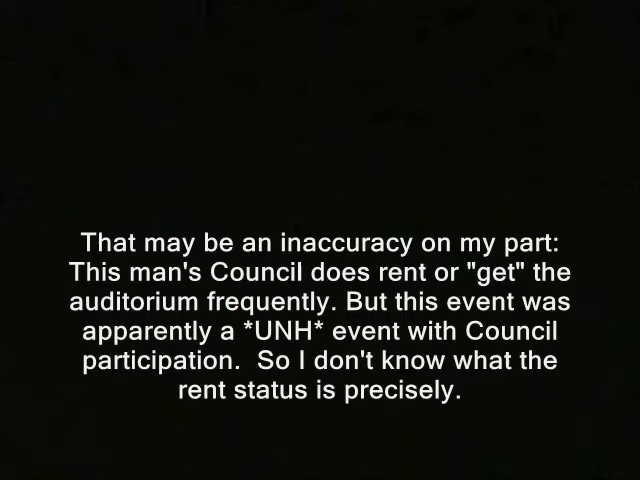 That may be an inaccuracy on my part:
This man's Council does rent or "get" the
auditorium frequently. But this event was
apparently a *UNH* event with Council
participation.  So I don't know what the
rent status is precisely.